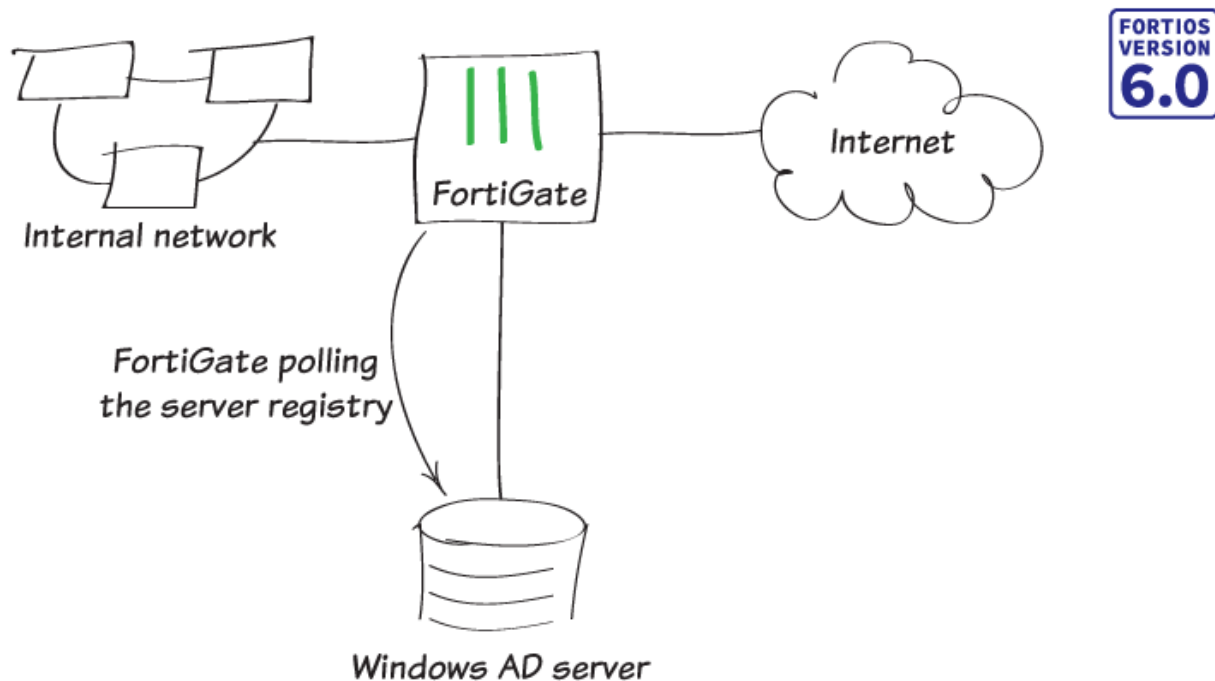 FORTIOS
VERSION
6.0
Internet
FortiGate
Internal network
FortiGate polling
the server registry
Windows AD server